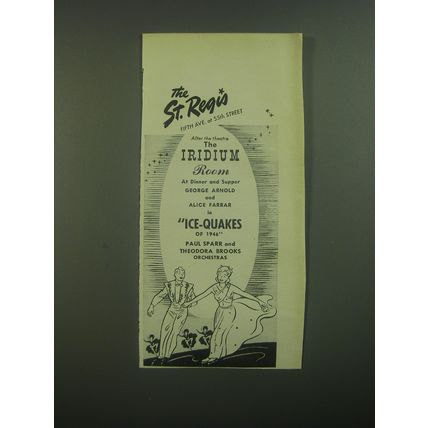 The
St. Regis
FIFTH AVE. at 55th STREET
After the theatre
The
IRIDIUM
Room
At Dinner and Supper
GEORGE ARNOLD
and
ALICE FARRAR
in
"ICE-QUAKES
OF 1946"
PAUL SPARR and
THEODORA BROOKS
ORCHESTRAS